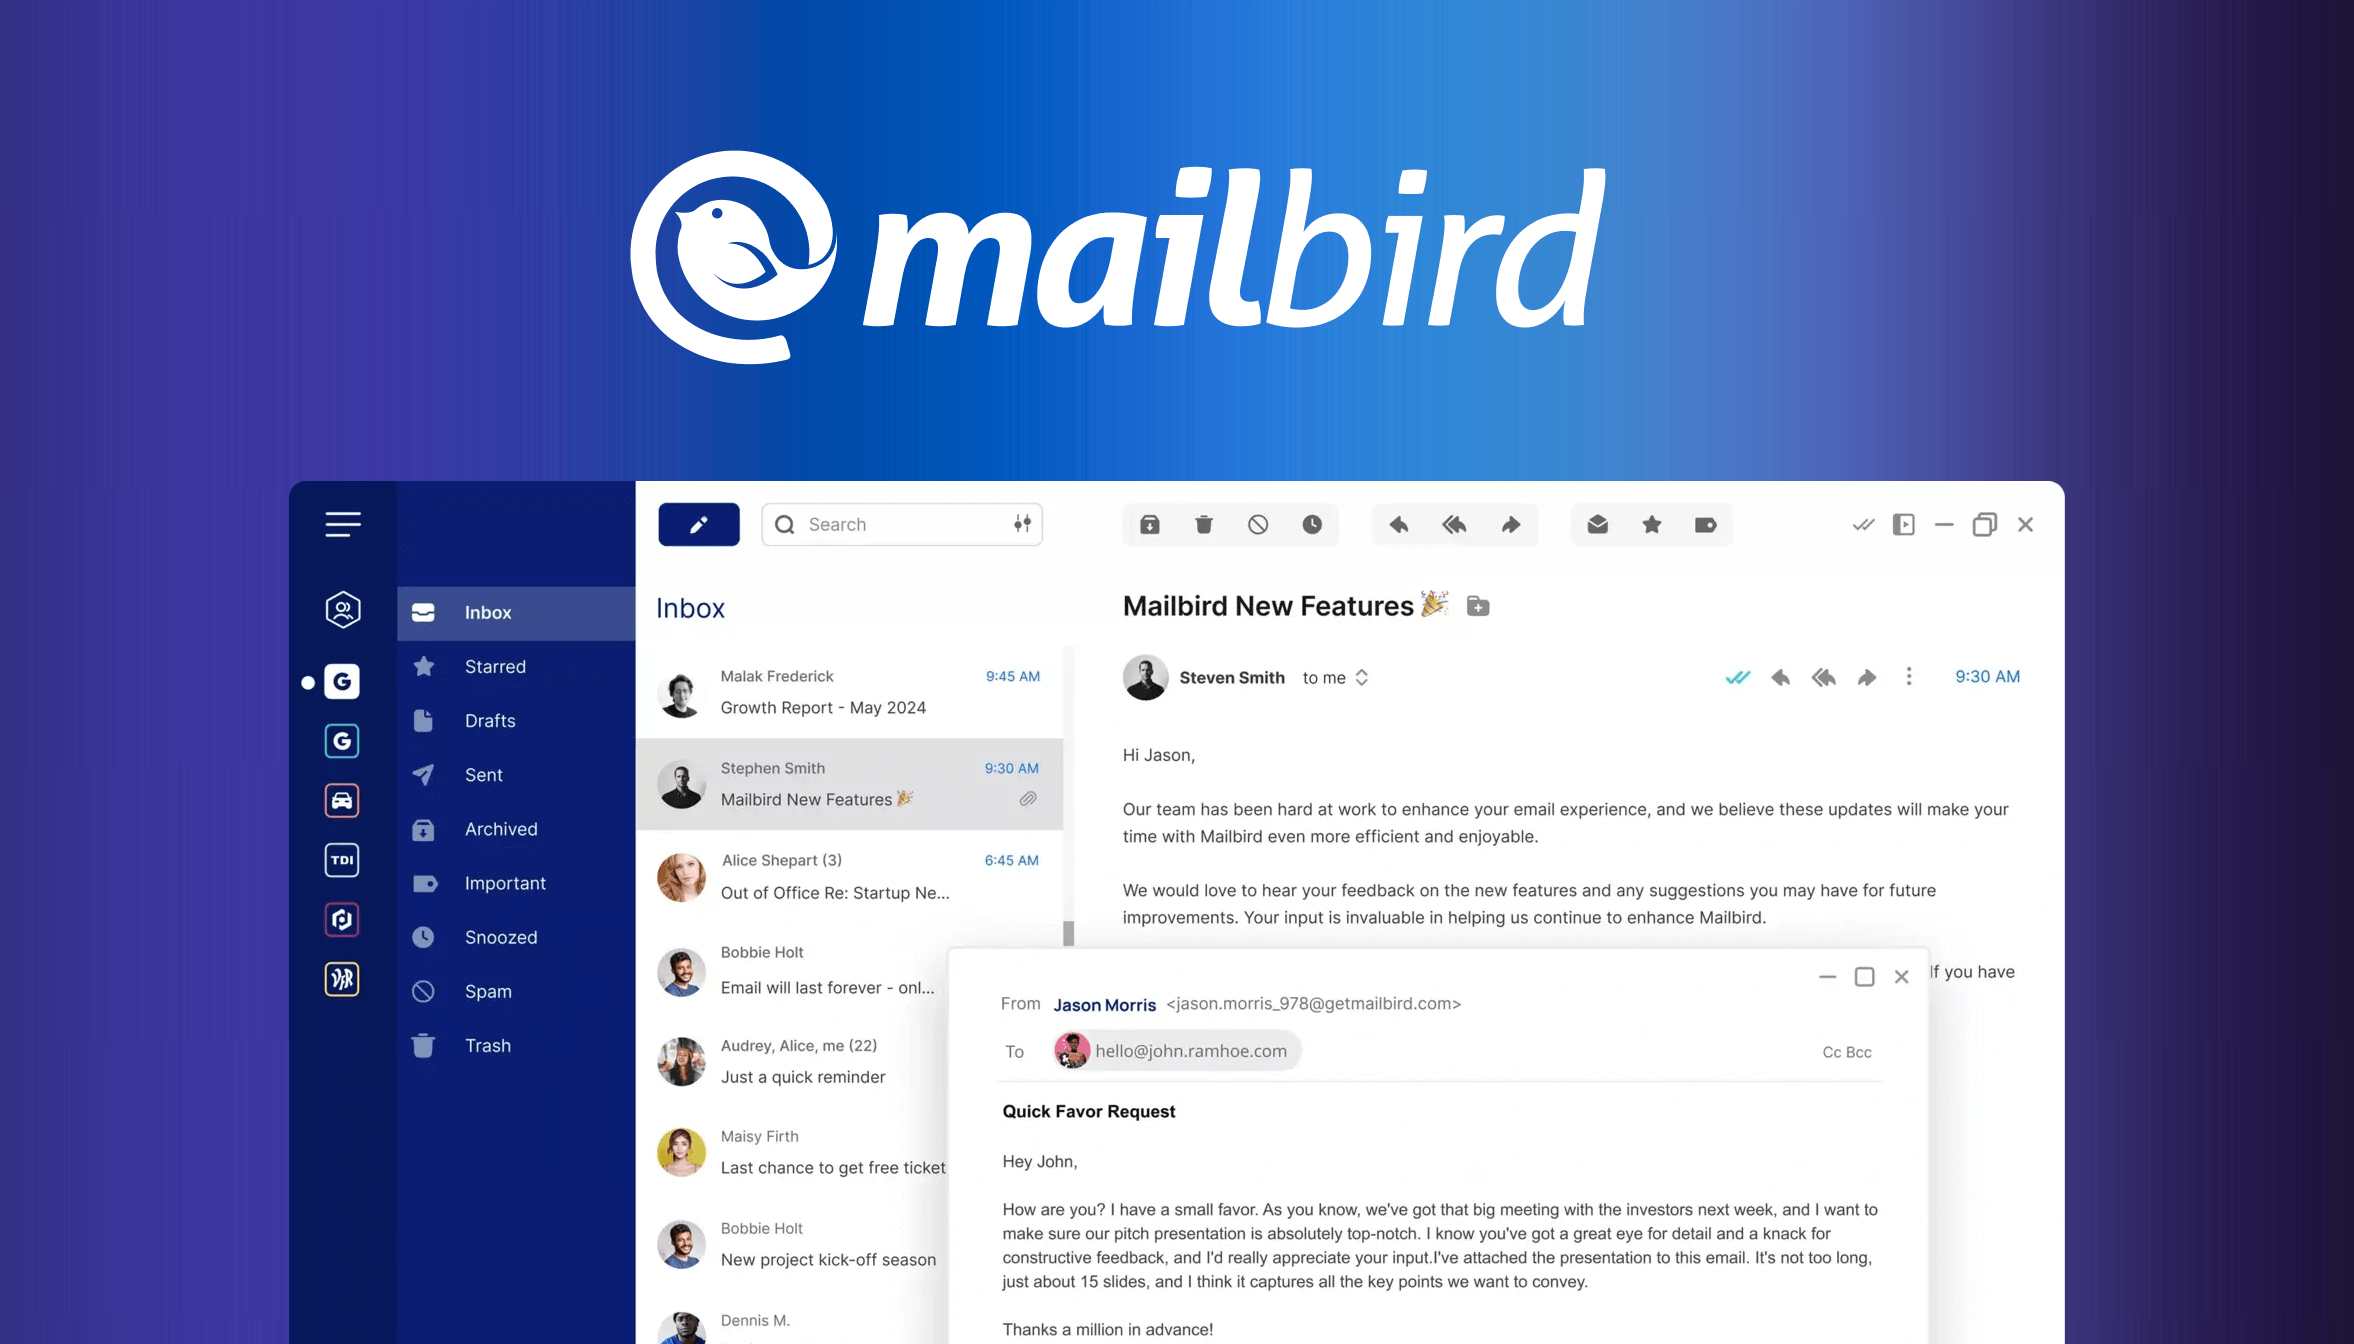 mailbird
Search
Inbox
Starred
Drafts
Sent
Archived
Important
Snoozed
Spam
Trash
G
G
TDI
Inbox
Malak Frederick 9:45 AM
Growth Report - May 2024
Stephen Smith 9:30 AM
Mailbird New Features
Alice Shepart (3) 6:45 AM
Out of Office Re: Startup Ne...
Bobbie Holt
Email will last forever - onl...
Audrey, Alice, me (22)
Just a quick reminder
Maisy Firth
Last chance to get free ticket
Bobbie Holt
New project kick-off season
Dennis M.
Mailbird New Features
Steven Smith to me 9:30 AM
Hi Jason,
Our team has been hard at work to enhance your email experience, and we believe these updates will make your
time with Mailbird even more efficient and enjoyable.
We would love to hear your feedback on the new features and any suggestions you may have for future
improvements. Your input is invaluable in helping us continue to enhance Mailbird.
If you have
From Jason Morris <jason.morris_978@getmailbird.com>
To hello@john.ramhoe.com Cc Bcc
Quick Favor Request
Hey John,
How are you? I have a small favor. As you know, we've got that big meeting with the investors next week, and I want to
make sure our pitch presentation is absolutely top-notch. I know you've got a great eye for detail and a knack for
constructive feedback, and I'd really appreciate your input.I've attached the presentation to this email. It's not too long,
just about 15 slides, and I think it captures all the key points we want to convey.
Thanks a million in advance!